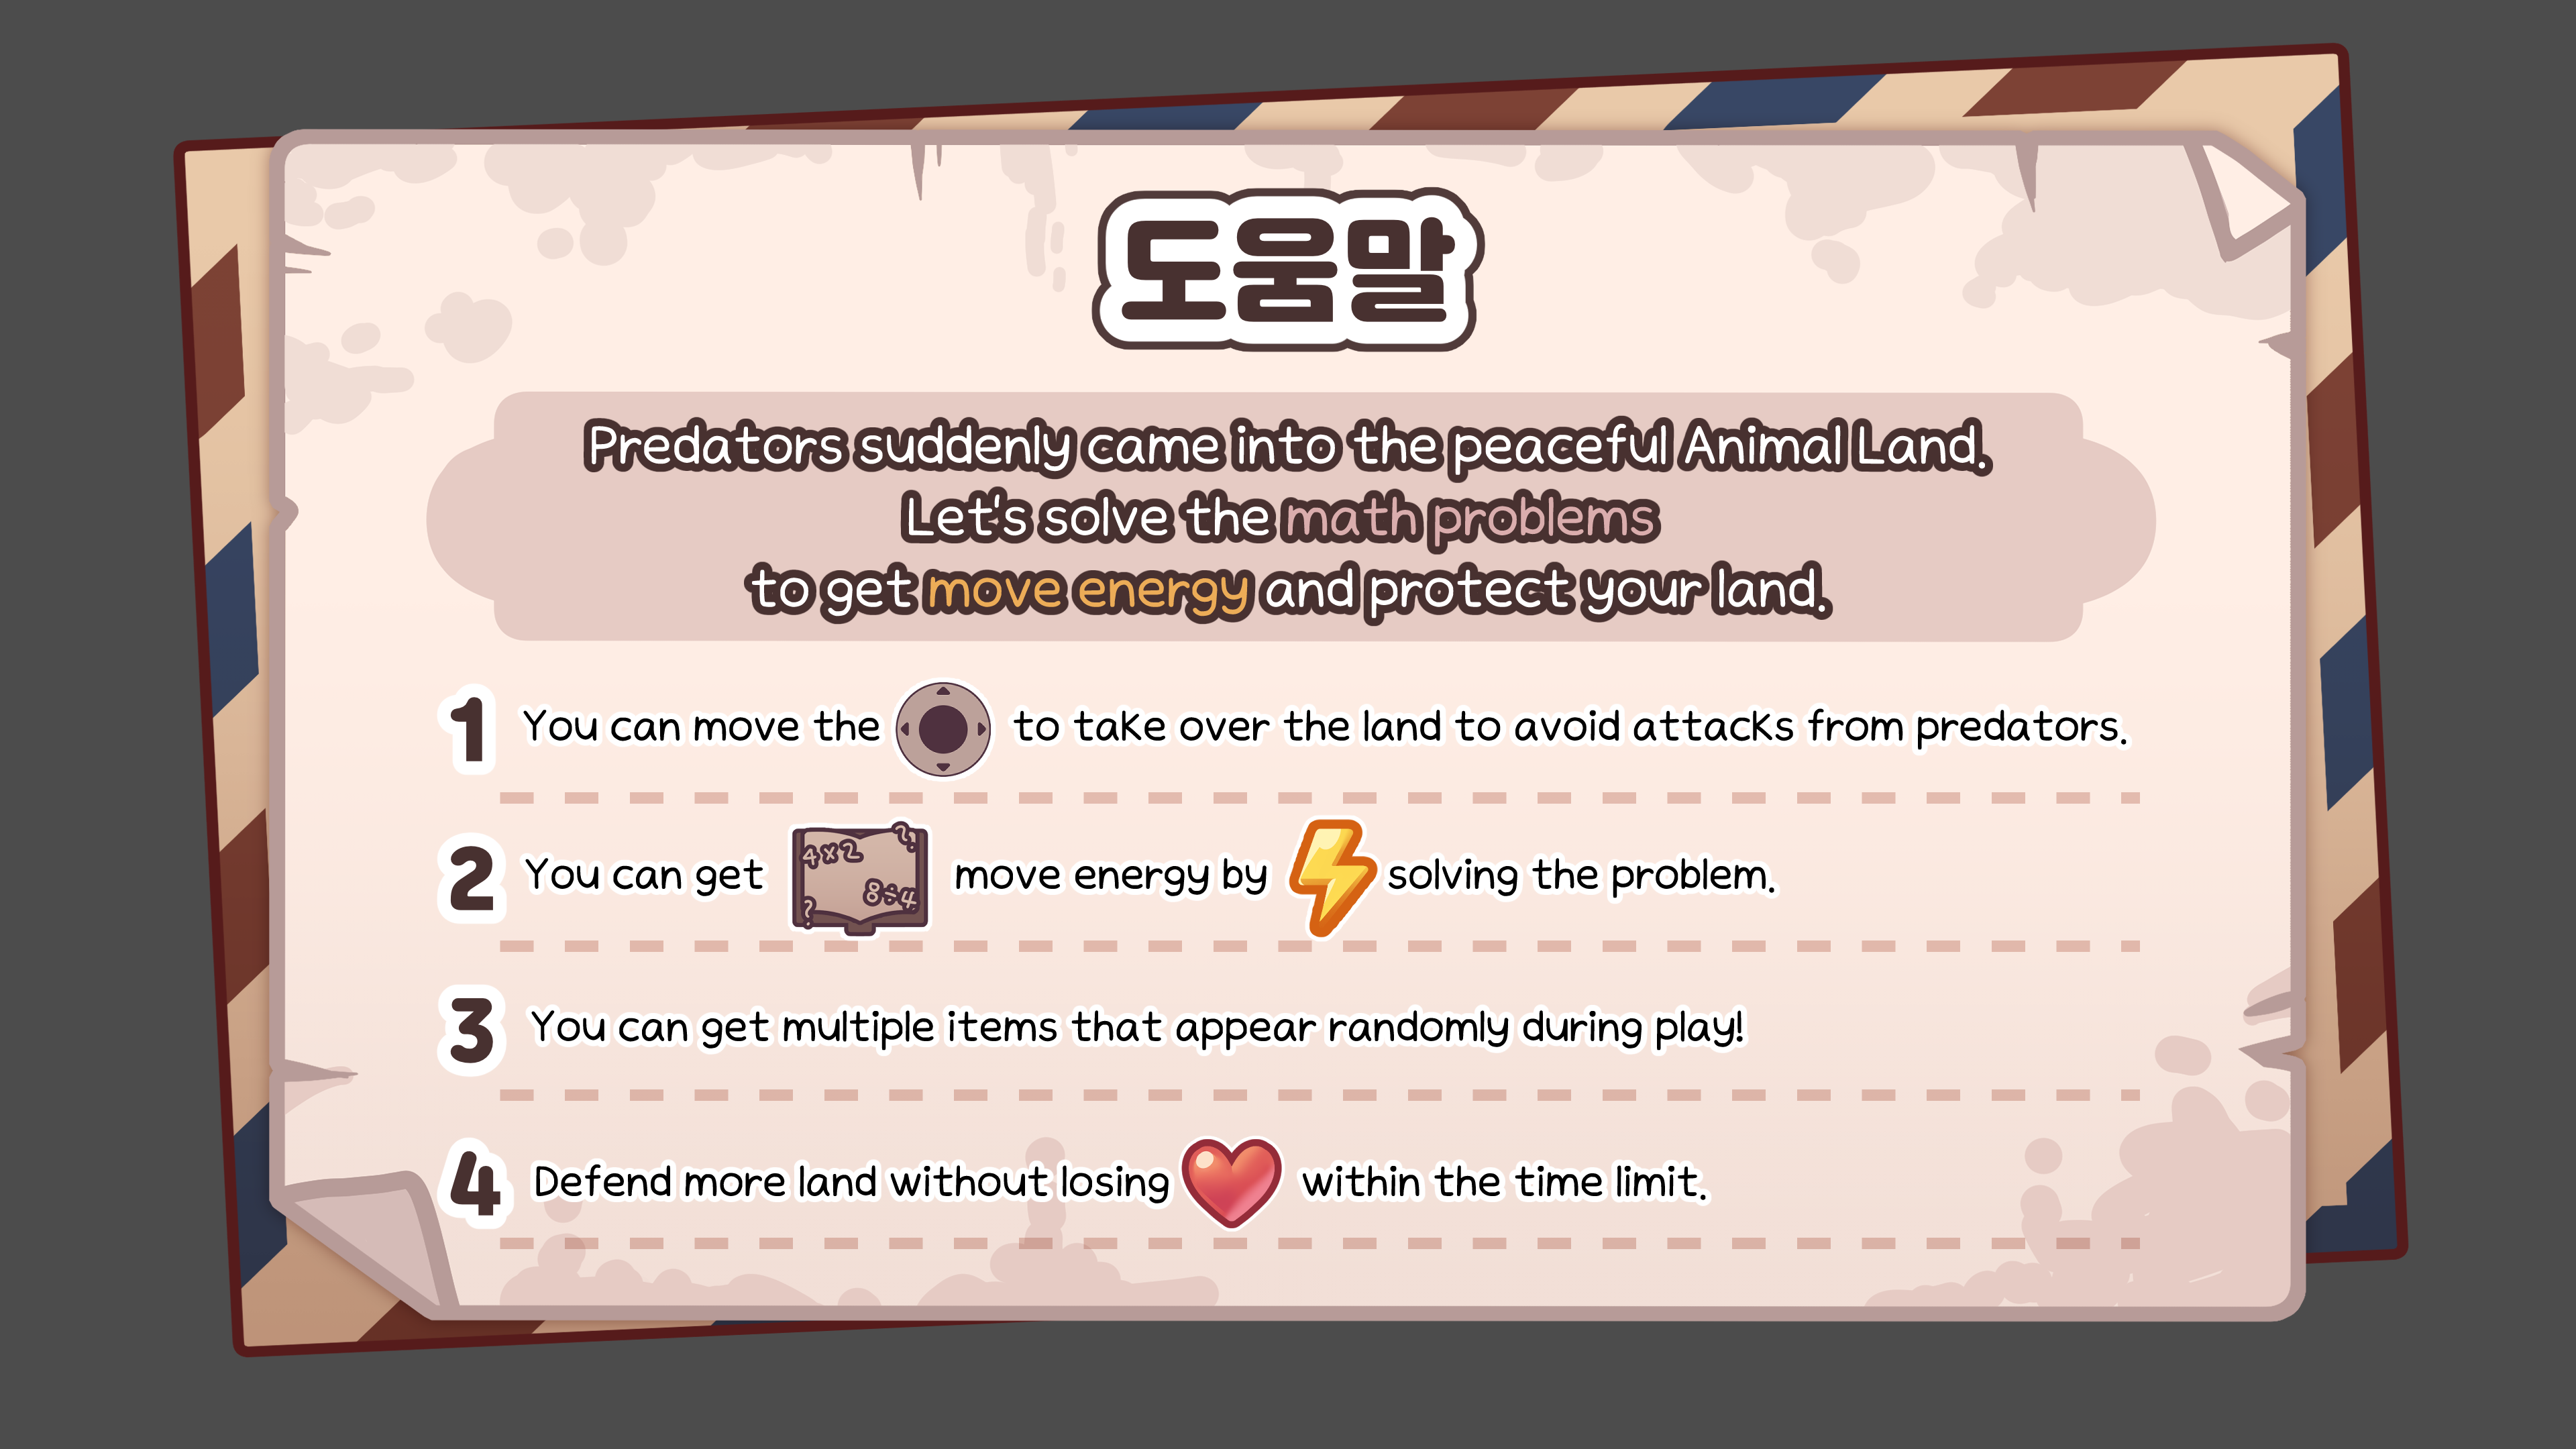 도움말
Predators suddenly came into the peaceful Animal Land.
Let's solve the math problems
to get move energy and protect your land.
1 You can move the to take over the land to avoid attacks from predators.
2 You can get 4×2 ? 8÷4 ? move energy by solving the problem.
3 You can get multiple items that appear randomly during play!
4 Defend more land without losing within the time limit.